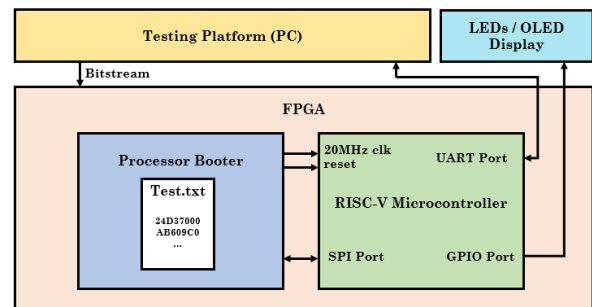 Testing Platform (PC)
LEDs / OLED
Display
Bitstream
FPGA
Processor Booter
Test.txt
24D37000
AB609C0
...
20MHz clk
reset
UART Port
RISC-V Microcontroller
SPI Port
GPIO Port